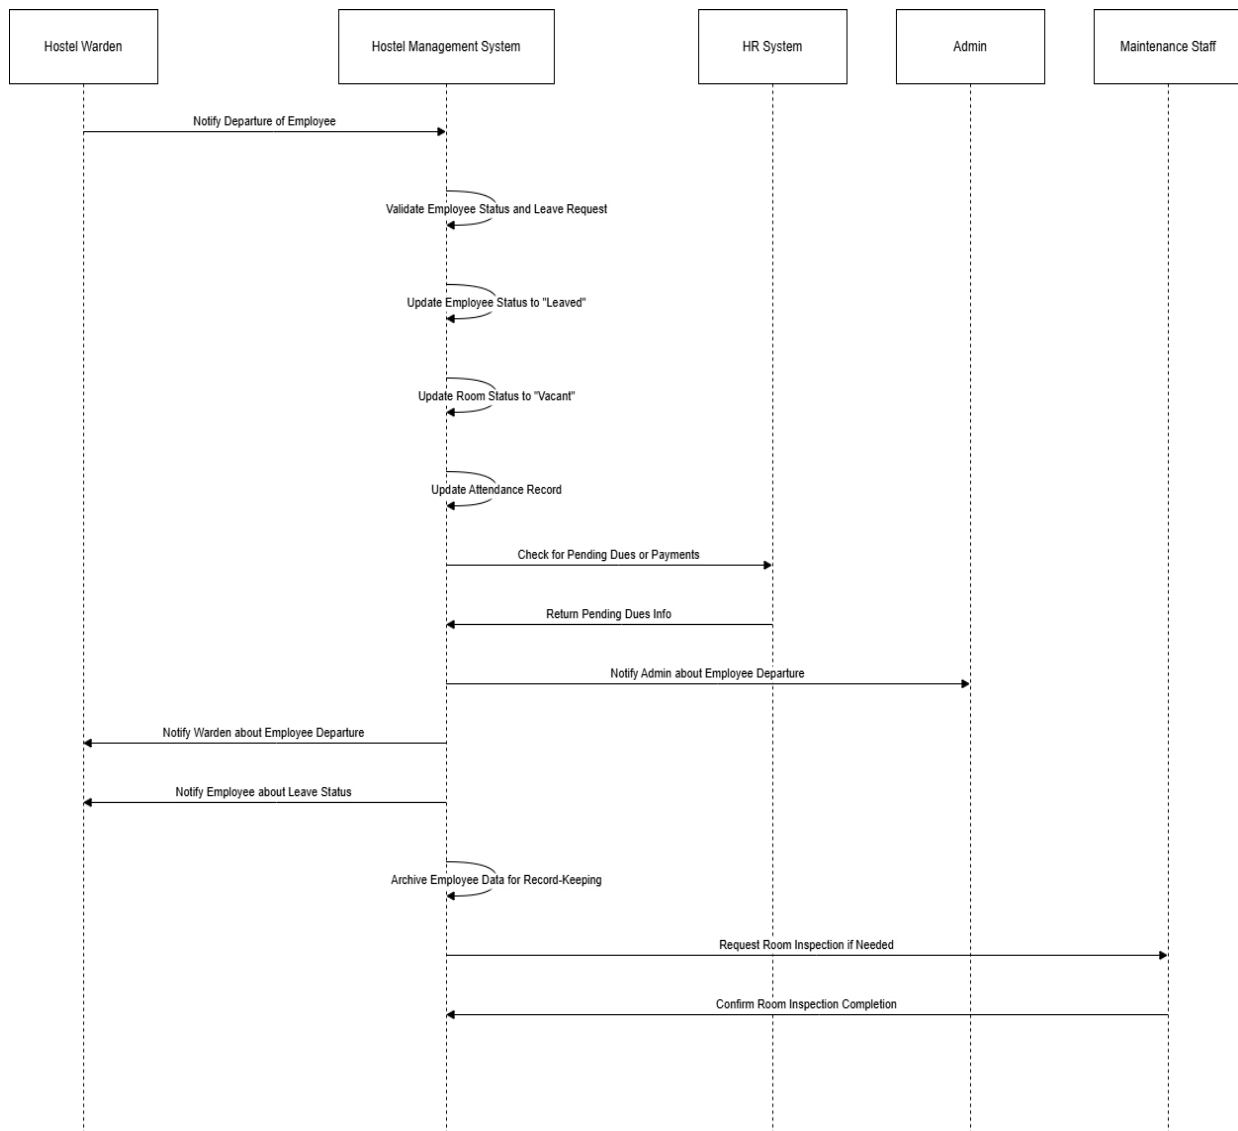 Hostel Warden
Hostel Management System
HR System
Admin
Maintenance Staff
Notify Departure of Employee
Validate Employee Status and Leave Request
Update Employee Status to "Leaved"
Update Room Status to "Vacant"
Update Attendance Record
Check for Pending Dues or Payments
Return Pending Dues Info
Notify Admin about Employee Departure
Notify Warden about Employee Departure
Notify Employee about Leave Status
Archive Employee Data for Record-Keeping
Request Room Inspection if Needed
Confirm Room Inspection Completion